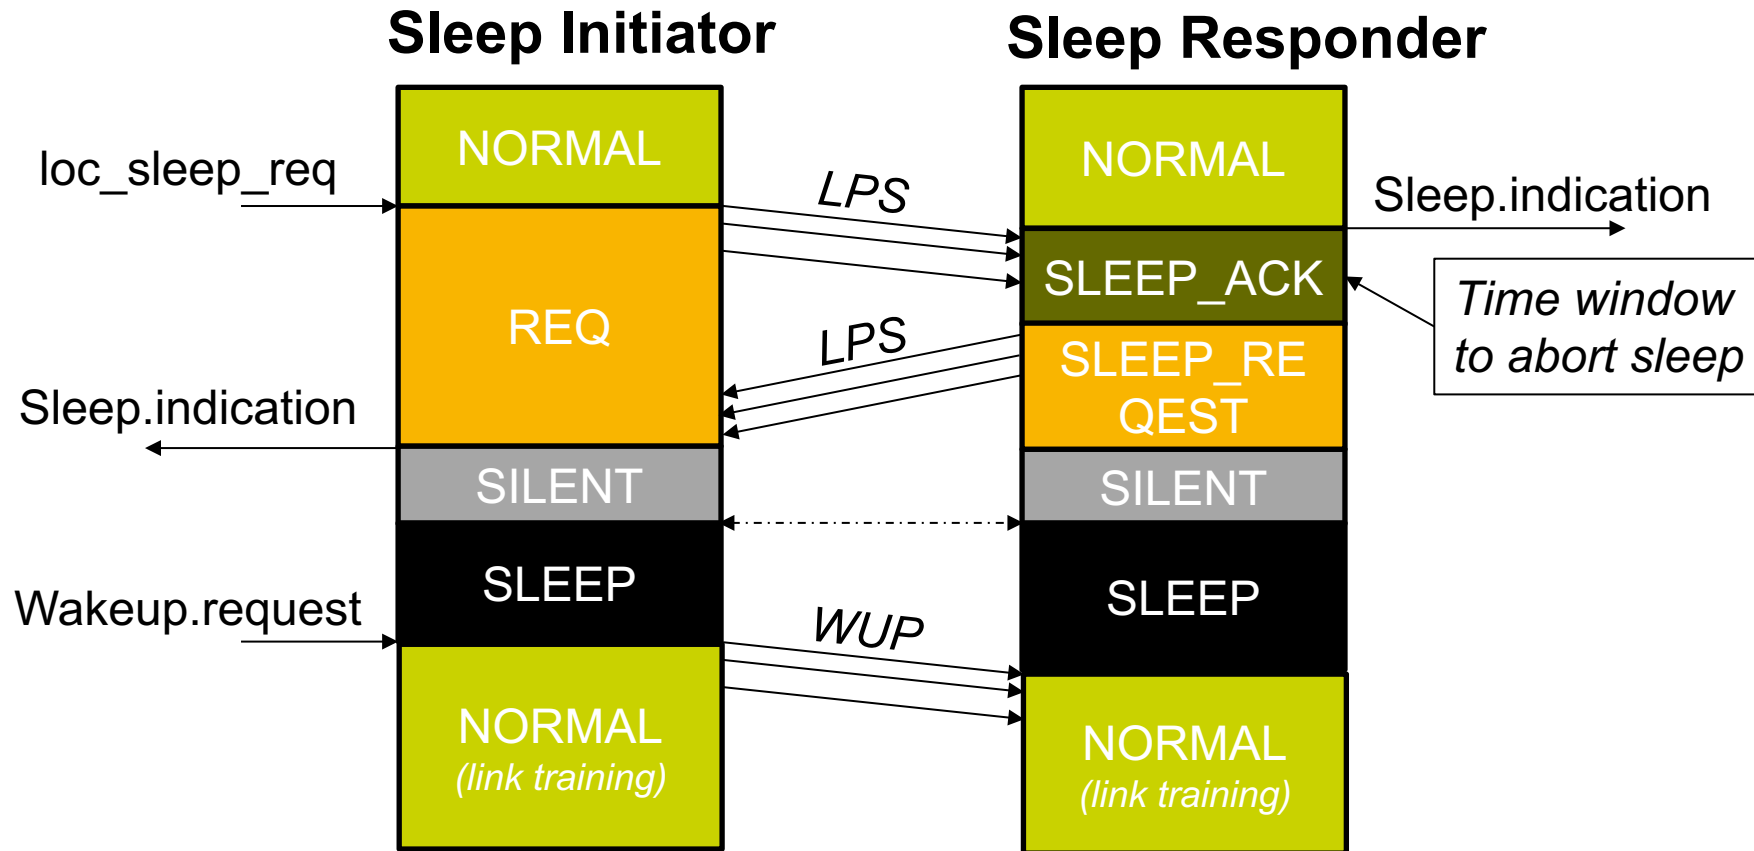 Sleep Initiator
Sleep Responder
NORMAL
NORMAL
loc_sleep_req
LPS
Sleep.indication
SLEEP_ACK
Time window
to abort sleep
REQ
LPS
SLEEP_RE
QEST
Sleep.indication
SILENT
SILENT
SLEEP
SLEEP
Wakeup.request
WUP
NORMAL
(link training)
NORMAL
(link training)